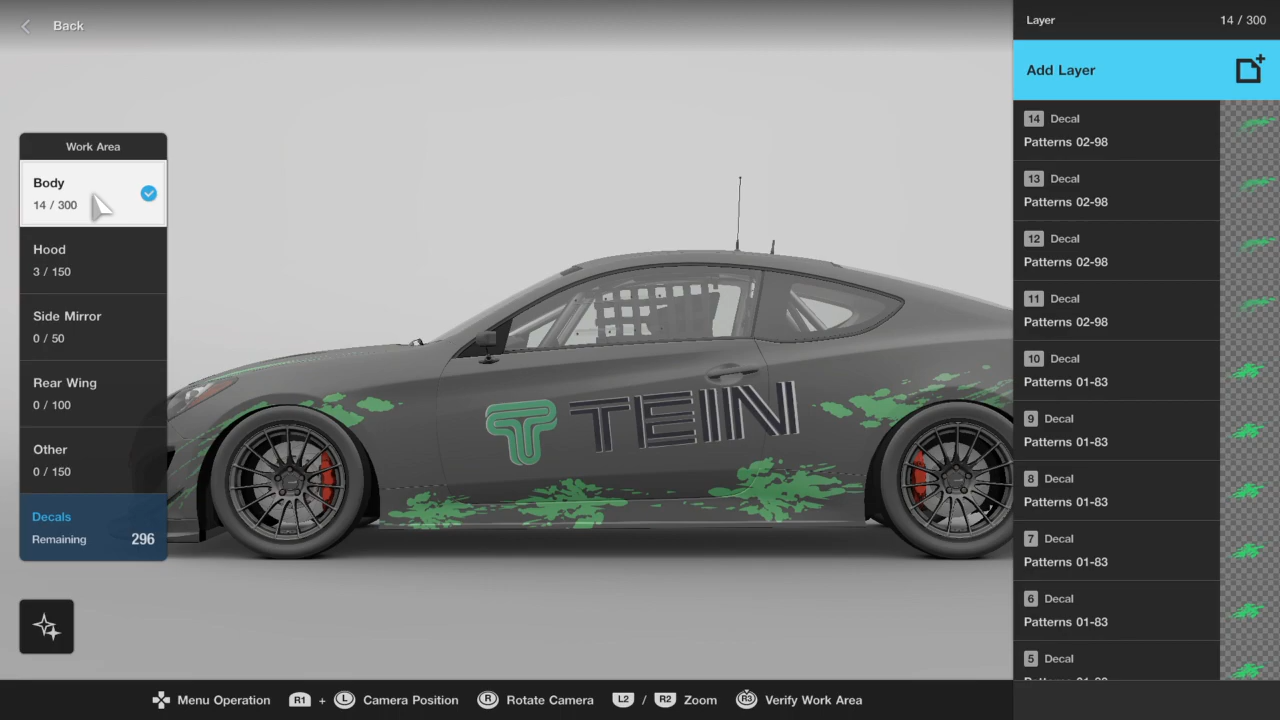 Back
Layer 14 / 300
Add Layer
Work Area
Body
14 / 300
Hood
3 / 150
Side Mirror
0 / 50
Rear Wing
0 / 100
Other
0 / 150
Decals
Remaining 296
TEIN
14 Decal
Patterns 02-98
13 Decal
Patterns 02-98
12 Decal
Patterns 02-98
11 Decal
Patterns 02-98
10 Decal
Patterns 01-83
9 Decal
Patterns 01-83
8 Decal
Patterns 01-83
7 Decal
Patterns 01-83
6 Decal
Patterns 01-83
5 Decal
Menu Operation R1 + L Camera Position R Rotate Camera L2 / R2 Zoom R3 Verify Work Area